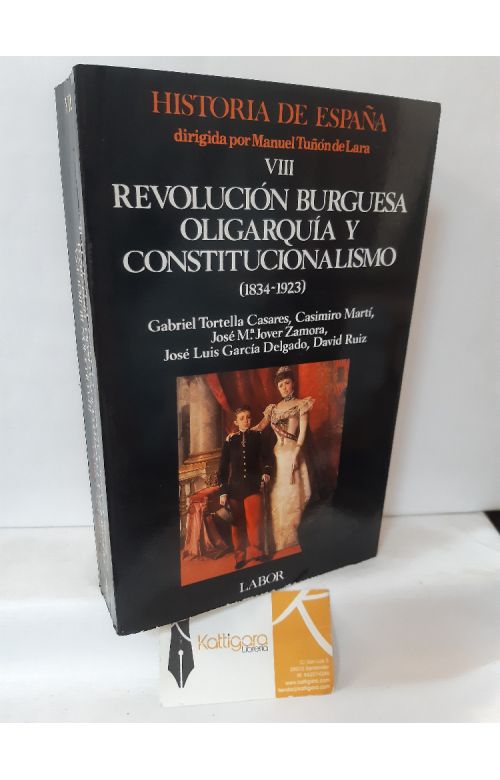 HISTORIA DE ESPAÑA
dirigida por Manuel Tuñón de Lara
VIII
REVOLUCIÓN BURGUESA
OLIGARQUÍA Y
CONSTITUCIONALISMO
(1834-1923)
Gabriel Tortella Casares, Casimiro Martí,
José Mª. Jover Zamora,
José Luis García Delgado, David Ruiz
LABOR
Kattigara
Librería